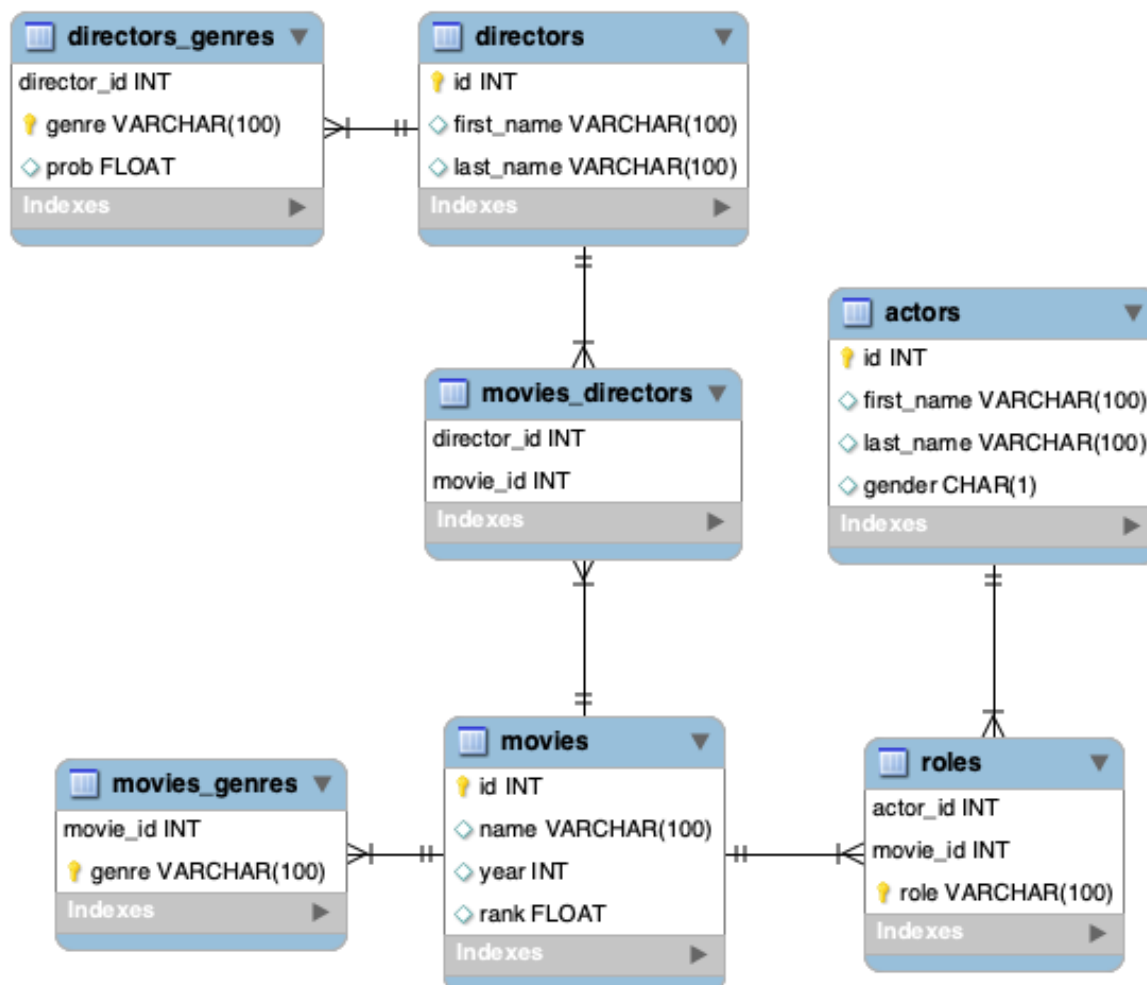 directors_genres
director_id INT
genre VARCHAR(100)
prob FLOAT
Indexes
directors
id INT
first_name VARCHAR(100)
last_name VARCHAR(100)
Indexes
actors
id INT
first_name VARCHAR(100)
last_name VARCHAR(100)
gender CHAR(1)
Indexes
movies_directors
director_id INT
movie_id INT
Indexes
movies_genres
movie_id INT
genre VARCHAR(100)
Indexes
movies
id INT
name VARCHAR(100)
year INT
rank FLOAT
Indexes
roles
actor_id INT
movie_id INT
role VARCHAR(100)
Indexes